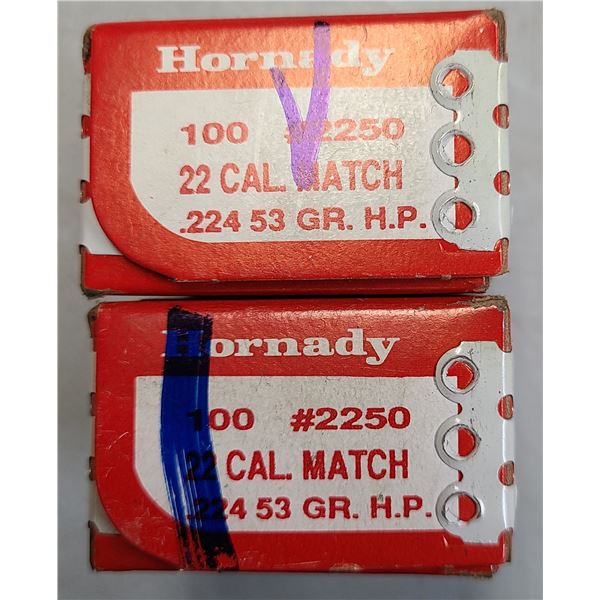 Hornady
100 #2250
22 CAL. MATCH
.224 53 GR. H.P.
Hornady
100 #2250
22 CAL. MATCH
.224 53 GR. H.P.